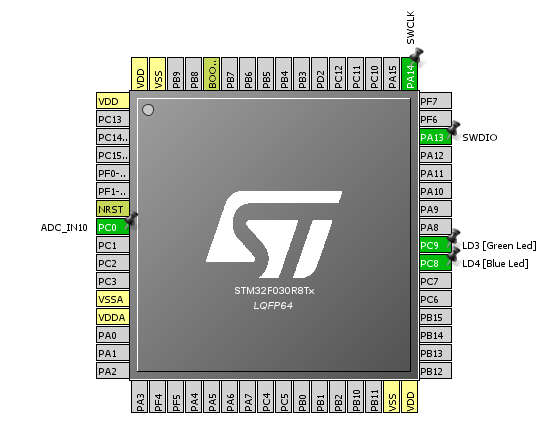 SWCLK
VDD
VSS
PB9
PB8
BOO..
PB7
PB6
PB5
PB4
PB3
PD2
PC12
PC11
PC10
PA15
PA14
VDD
PC13
PC14..
PC15..
PF0-..
PF1-..
NRST
ADC_IN10 PC0
PC1
PC2
PC3
VSSA
VDDA
PA0
PA1
PA2
PF7
PF6
PA13 SWDIO
PA12
PA11
PA10
PA9
PA8
PC9 LD3 [Green Led]
PC8 LD4 [Blue Led]
PC7
PC6
PB15
PB14
PB13
PB12
ST
STM32F030R8Tx
LQFP64
PA3
PF4
PF5
PA4
PA5
PA6
PA7
PC4
PC5
PB0
PB1
PB2
PB10
PB11
VSS
VDD